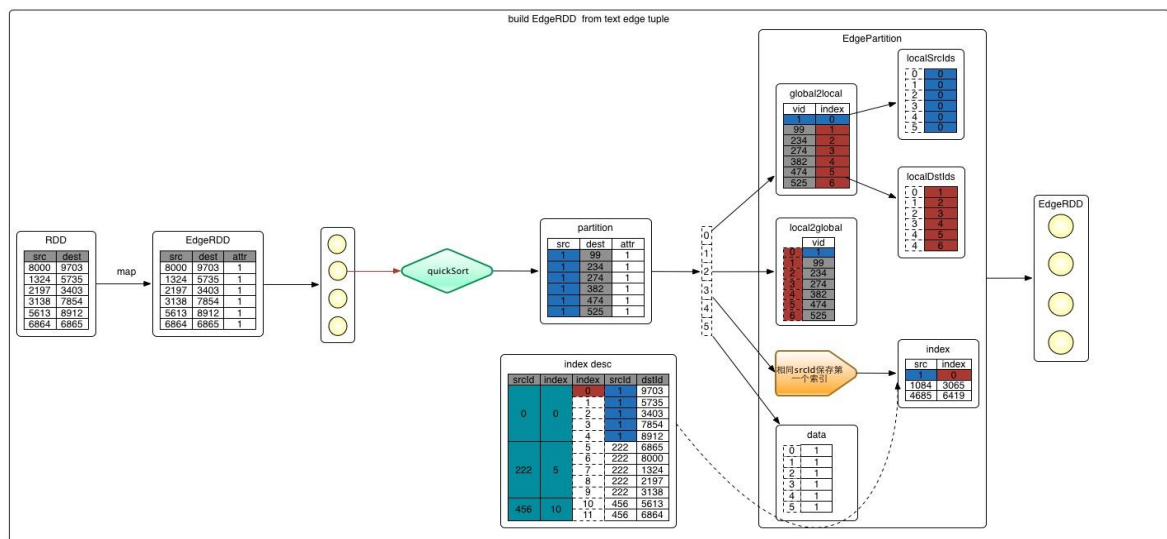 build EdgeRDD from text edge tuple
RDD
src dest
8000 9703
1324 5735
2197 3403
3138 7854
5613 8912
6864 6865
map
EdgeRDD
src dest attr
8000 9703 1
1324 5735 1
2197 3403 1
3138 7854 1
5613 8912 1
6864 6865 1
quickSort
partition
src dest attr
1 99 1
1 234 1
1 274 1
1 382 1
1 474 1
1 525 1
0
1
2
3
4
5
EdgePartition
global2local
vid index
1 0
99 1
234 2
274 3
382 4
474 5
525 6
localSrcIds
0 0
1 0
2 0
3 0
4 0
5 0
localDstIds
0 1
1 2
2 3
3 4
4 5
4 6
local2global
vid
0 1
1 99
2 234
3 274
4 382
5 474
6 525
相同srcId保存第
一个索引
index
src index
1 0
1084 3065
4685 6419
data
0 1
1 1
2 1
3 1
4 1
5 1
index desc
srcId index index srcId dstId
0 0 0 1 9703
1 1 5735
2 1 3403
3 1 7854
4 1 8912
222 5 5 222 6865
6 222 8000
7 222 1324
8 222 2197
9 222 3138
456 10 10 456 5613
11 456 6864
EdgeRDD